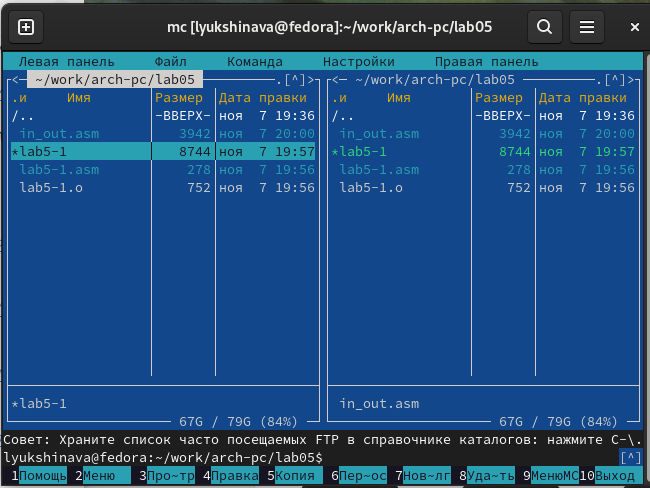 mc [lyukshinava@fedora]:~/work/arch-pc/lab05
Левая панель Файл Команда Настройки Правая панель
<− ~/work/arch-pc/lab05 .[^]> <− ~/work/arch-pc/lab05 .[^]>
.и Имя Размер Дата правки .и Имя Размер Дата правки
/.. -ВВЕРХ- ноя 7 19:36 /.. -ВВЕРХ- ноя 7 19:36
in_out.asm 3942 ноя 7 20:00 in_out.asm 3942 ноя 7 20:00
*lab5-1 8744 ноя 7 19:57 *lab5-1 8744 ноя 7 19:57
lab5-1.asm 278 ноя 7 19:56 lab5-1.asm 278 ноя 7 19:56
lab5-1.o 752 ноя 7 19:56 lab5-1.o 752 ноя 7 19:56
*lab5-1 in_out.asm
67G / 79G (84%) 67G / 79G (84%)
Совет: Храните список часто посещаемых FTP в справочнике каталогов: нажмите C-\.
lyukshinava@fedora:~/work/arch-pc/lab05$ [^]
1Помощь 2Меню 3Про~тр 4Правка 5Копия 6Пер~ос 7Нов~лг 8Уда~ть 9МенюМС 10Выход